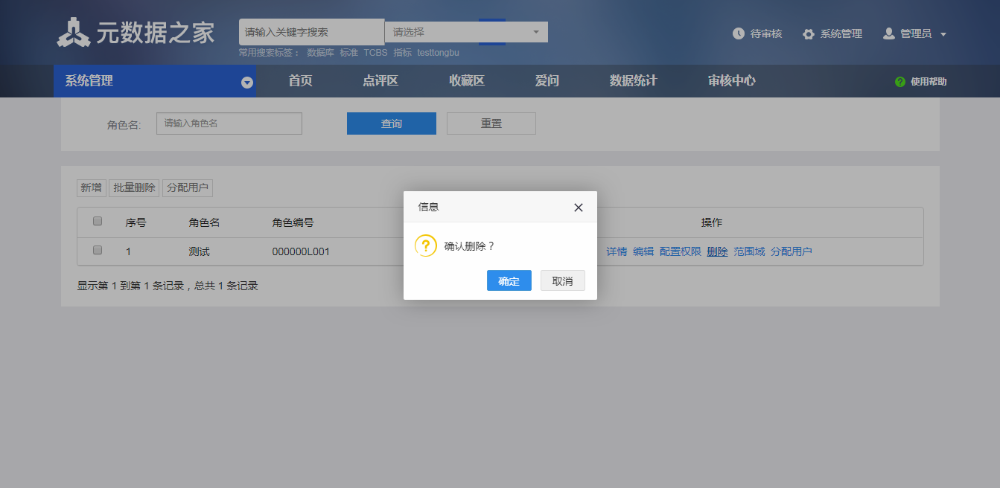 元数据之家
请输入关键字搜索 请选择
待审核 系统管理 管理员
常用搜索标签： 数据库 标准 TCBS 指标 testtongbu
系统管理 首页 点评区 收藏区 爱问 数据统计 审核中心 ? 使用帮助
角色名: 请输入角色名 查询 重置
新增 批量删除 分配用户
序号 角色名 角色编号 操作
1 测试 000000L001 详情 编辑 配置权限 删除 范围域 分配用户
显示第 1 到第 1 条记录，总共 1 条记录
信息
? 确认删除？
确定 取消